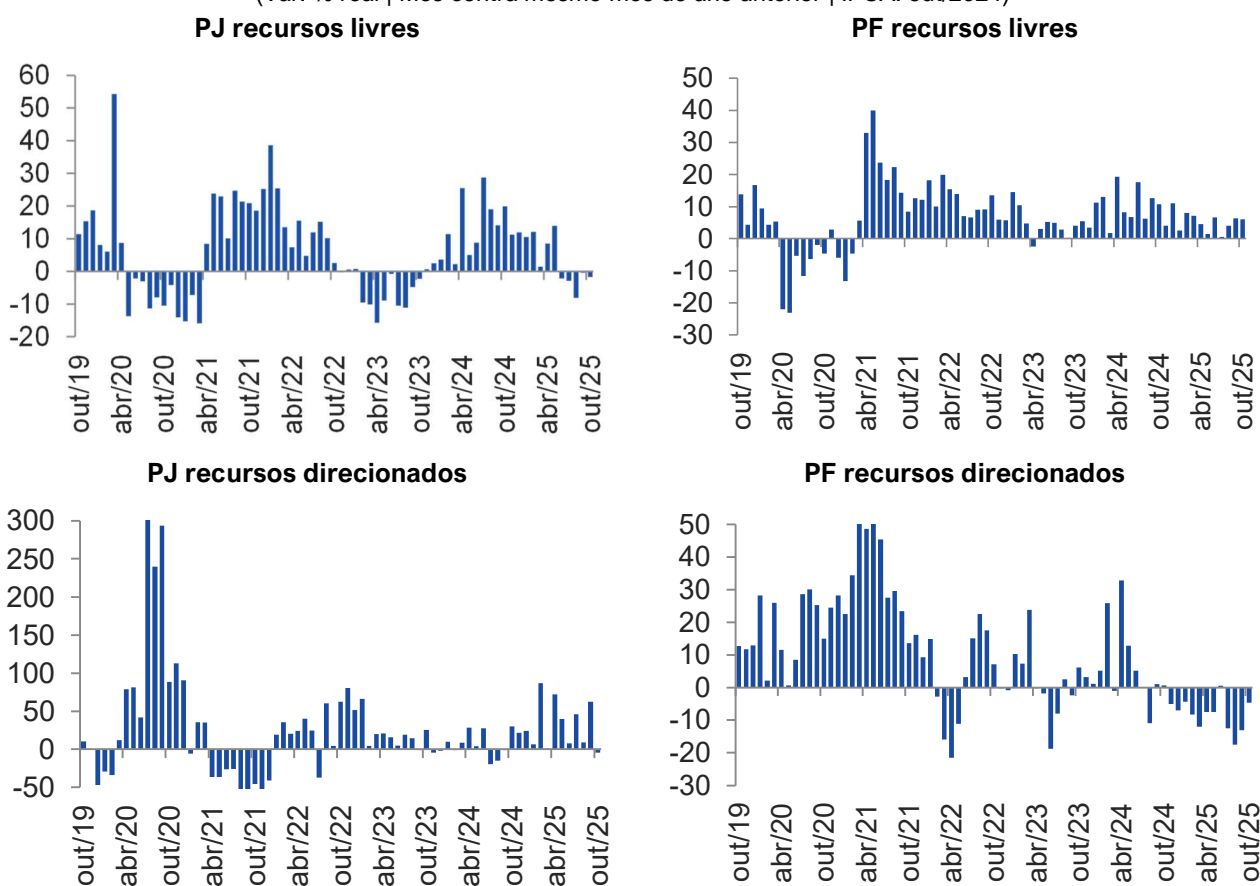 PJ recursos livres
60
50
40
30
20
10
0
-10
-20
out/19
abr/20
out/20
abr/21
out/21
abr/22
out/22
abr/23
out/23
abr/24
out/24
abr/25
out/25
PF recursos livres
50
40
30
20
10
0
-10
-20
-30
out/19
abr/20
out/20
abr/21
out/21
abr/22
out/22
abr/23
out/23
abr/24
out/24
abr/25
out/25
PJ recursos direcionados
300
250
200
150
100
50
0
-50
out/19
abr/20
out/20
abr/21
out/21
abr/22
out/22
abr/23
out/23
abr/24
out/24
abr/25
out/25
PF recursos direcionados
50
40
30
20
10
0
-10
-20
-30
out/19
abr/20
out/20
abr/21
out/21
abr/22
out/22
abr/23
out/23
abr/24
out/24
abr/25
out/25